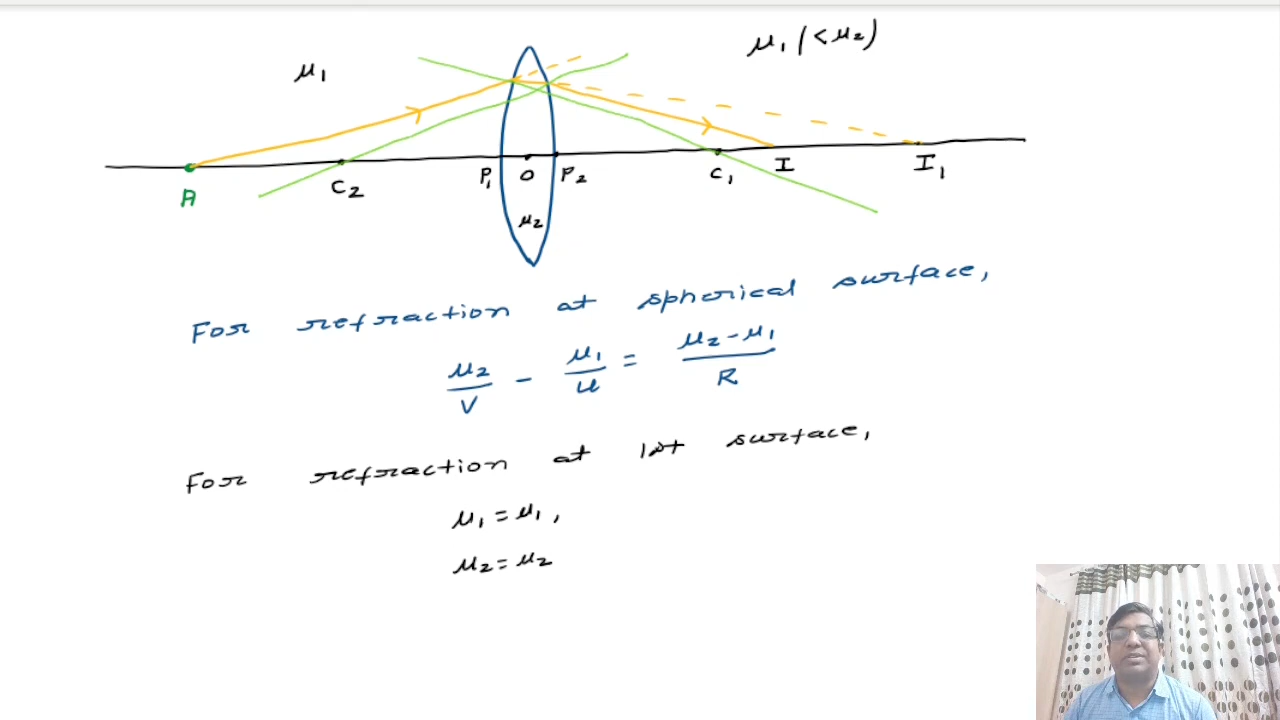 μ₁ μ₁ (<μ₂)
A C₂ P₁ O P₂ C₁ I I₁
μ₂
For refraction at spherical surface,
μ₂/V - μ₁/u = μ₂-μ₁/R
For refraction at 1st surface,
μ₁=μ₁,
μ₂=μ₂